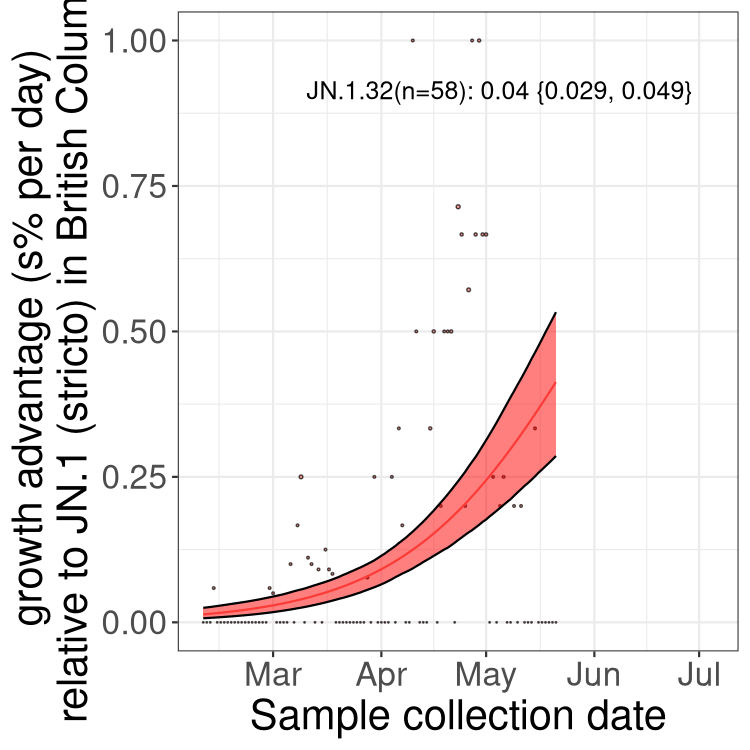 growth advantage (s% per day)
relative to JN.1 (stricto) in British Colum
1.00
JN.1.32(n=58): 0.04 {0.029, 0.049}
0.75
0.50
0.25
0.00
Mar Apr May Jun Jul
Sample collection date